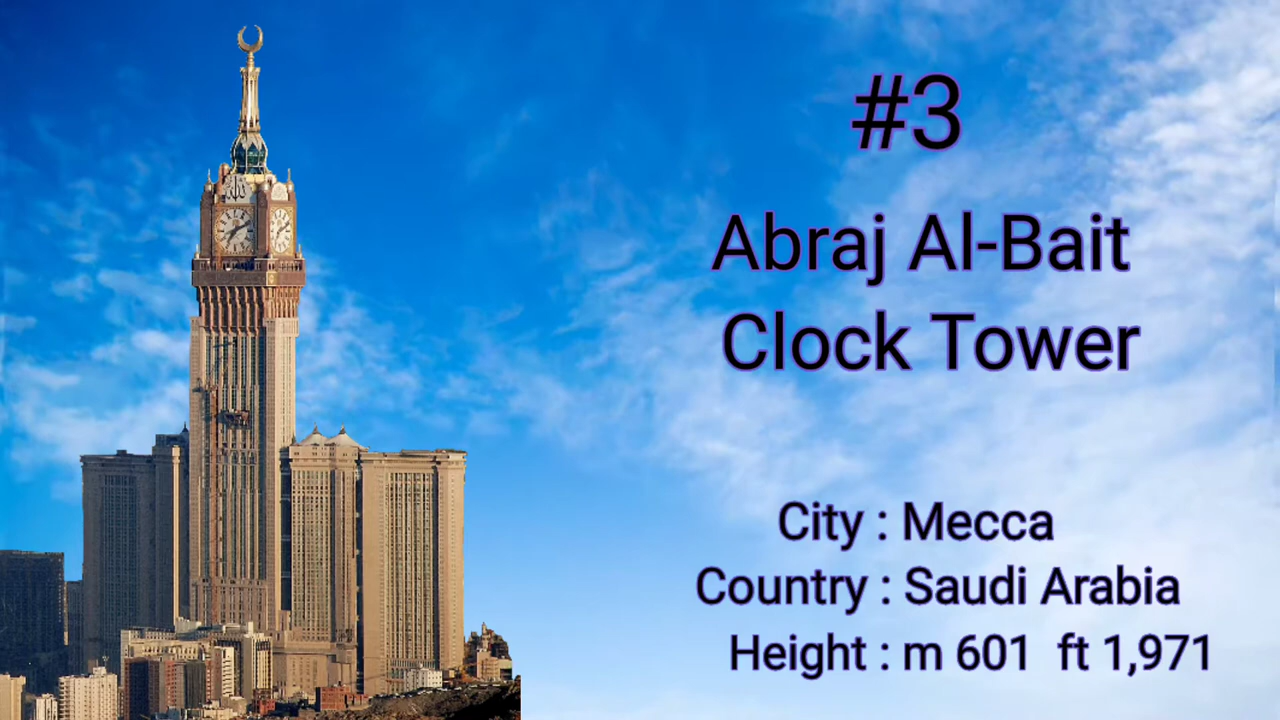 #3
Abraj Al-Bait
Clock Tower
City : Mecca
Country : Saudi Arabia
Height : m 601 ft 1,971